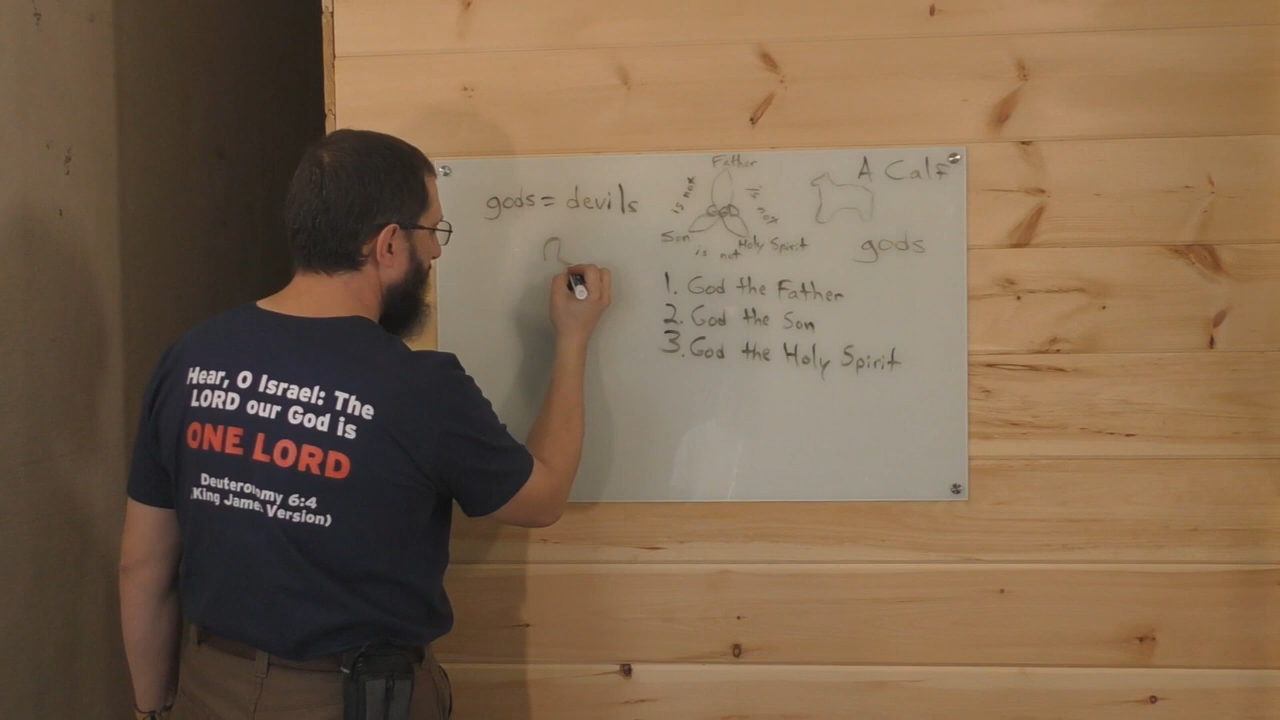 gods = devils
Father
is not
is not
GOD
Son
is not
Holy Spirit
A Calf
gods
1. God the Father
2. God the Son
3. God the Holy Spirit
Hear, O Israel: The
LORD our God is
ONE LORD
Deuteronomy 6:4
(King James Version)